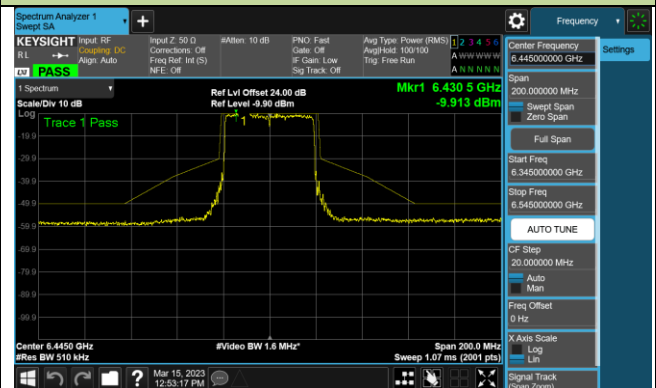 Spectrum Analyzer 1
Swept SA
Frequency
KEYSIGHT
RL
PASS
Input: RF
Coupling: DC
Align: Auto
Input Z: 50 Ω
Corrections: Off
Freq Ref: Int (S)
NFE: Off
#Atten: 10 dB
PNO: Fast
Gate: Off
IF Gain: Low
Sig Track: Off
Avg Type: Power (RMS)
Avg|Hold: 100/100
Trig: Free Run
1 2 3 4 5 6
A W W W W W
A N N N N N
1 Spectrum
Scale/Div 10 dB
Ref Lvl Offset 24.00 dB
Ref Level -9.90 dBm
Mkr1 6.430 5 GHz
-9.913 dBm
Log
Trace 1 Pass
1
-19.9
-29.9
-39.9
-49.9
-59.9
-69.9
-79.9
-89.9
Center 6.4450 GHz
#Res BW 510 kHz
#Video BW 1.6 MHz*
Span 200.0 MHz
Sweep 1.07 ms (2001 pts)
Mar 15, 2023
12:53:17 PM
Center Frequency
6.445000000 GHz
Settings
Span
200.000000 MHz
Swept Span
Zero Span
Full Span
Start Freq
6.345000000 GHz
Stop Freq
6.545000000 GHz
AUTO TUNE
CF Step
20.000000 MHz
Auto
Man
Freq Offset
0 Hz
X Axis Scale
Log
Lin
Signal Track
(Span Zoom)